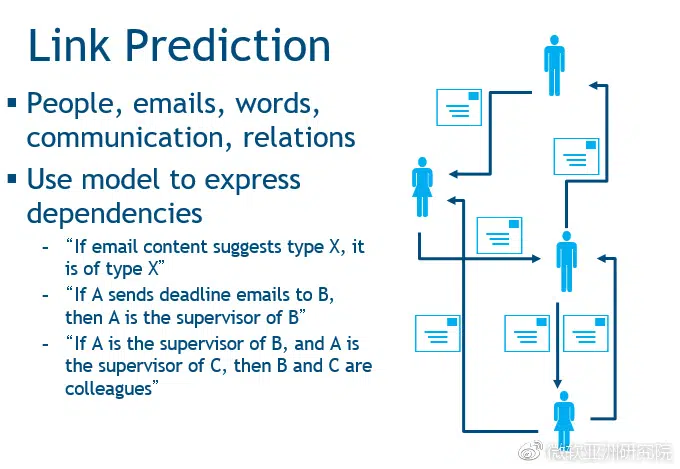 Link Prediction
▪ People, emails, words,
communication, relations
▪ Use model to express
dependencies
- “If email content suggests type X, it
is of type X”
- “If A sends deadline emails to B,
then A is the supervisor of B”
- “If A is the supervisor of B, and A is
the supervisor of C, then B and C are
colleagues”
@微软亚洲研究院